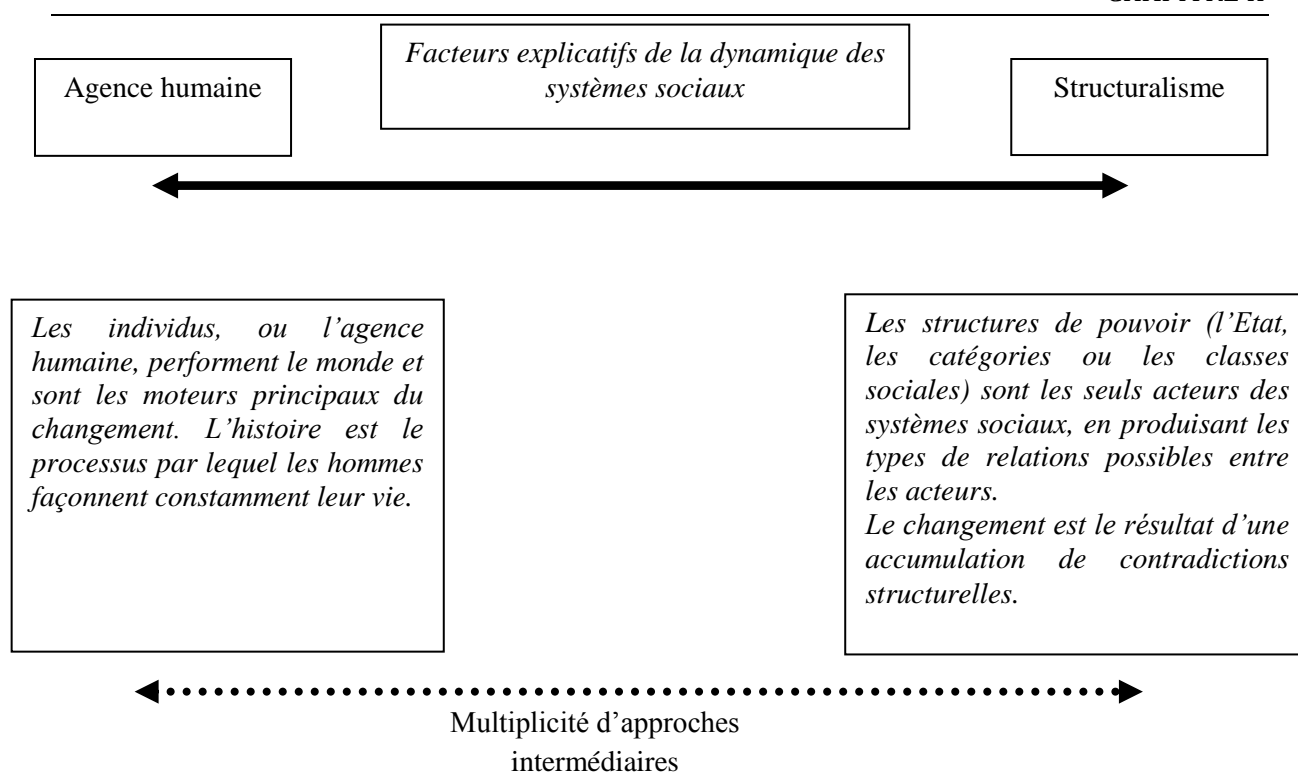 Facteurs explicatifs de la dynamique des
systèmes sociaux
Agence humaine
Structuralisme
Les individus, ou l'agence
humaine, performent le monde et
sont les moteurs principaux du
changement. L'histoire est le
processus par lequel les hommes
façonnent constamment leur vie.
Les structures de pouvoir (l'Etat,
les catégories ou les classes
sociales) sont les seuls acteurs des
systèmes sociaux, en produisant les
types de relations possibles entre
les acteurs.
Le changement est le résultat d'une
accumulation de contradictions
structurelles.
Multiplicité d'approches
intermédiaires